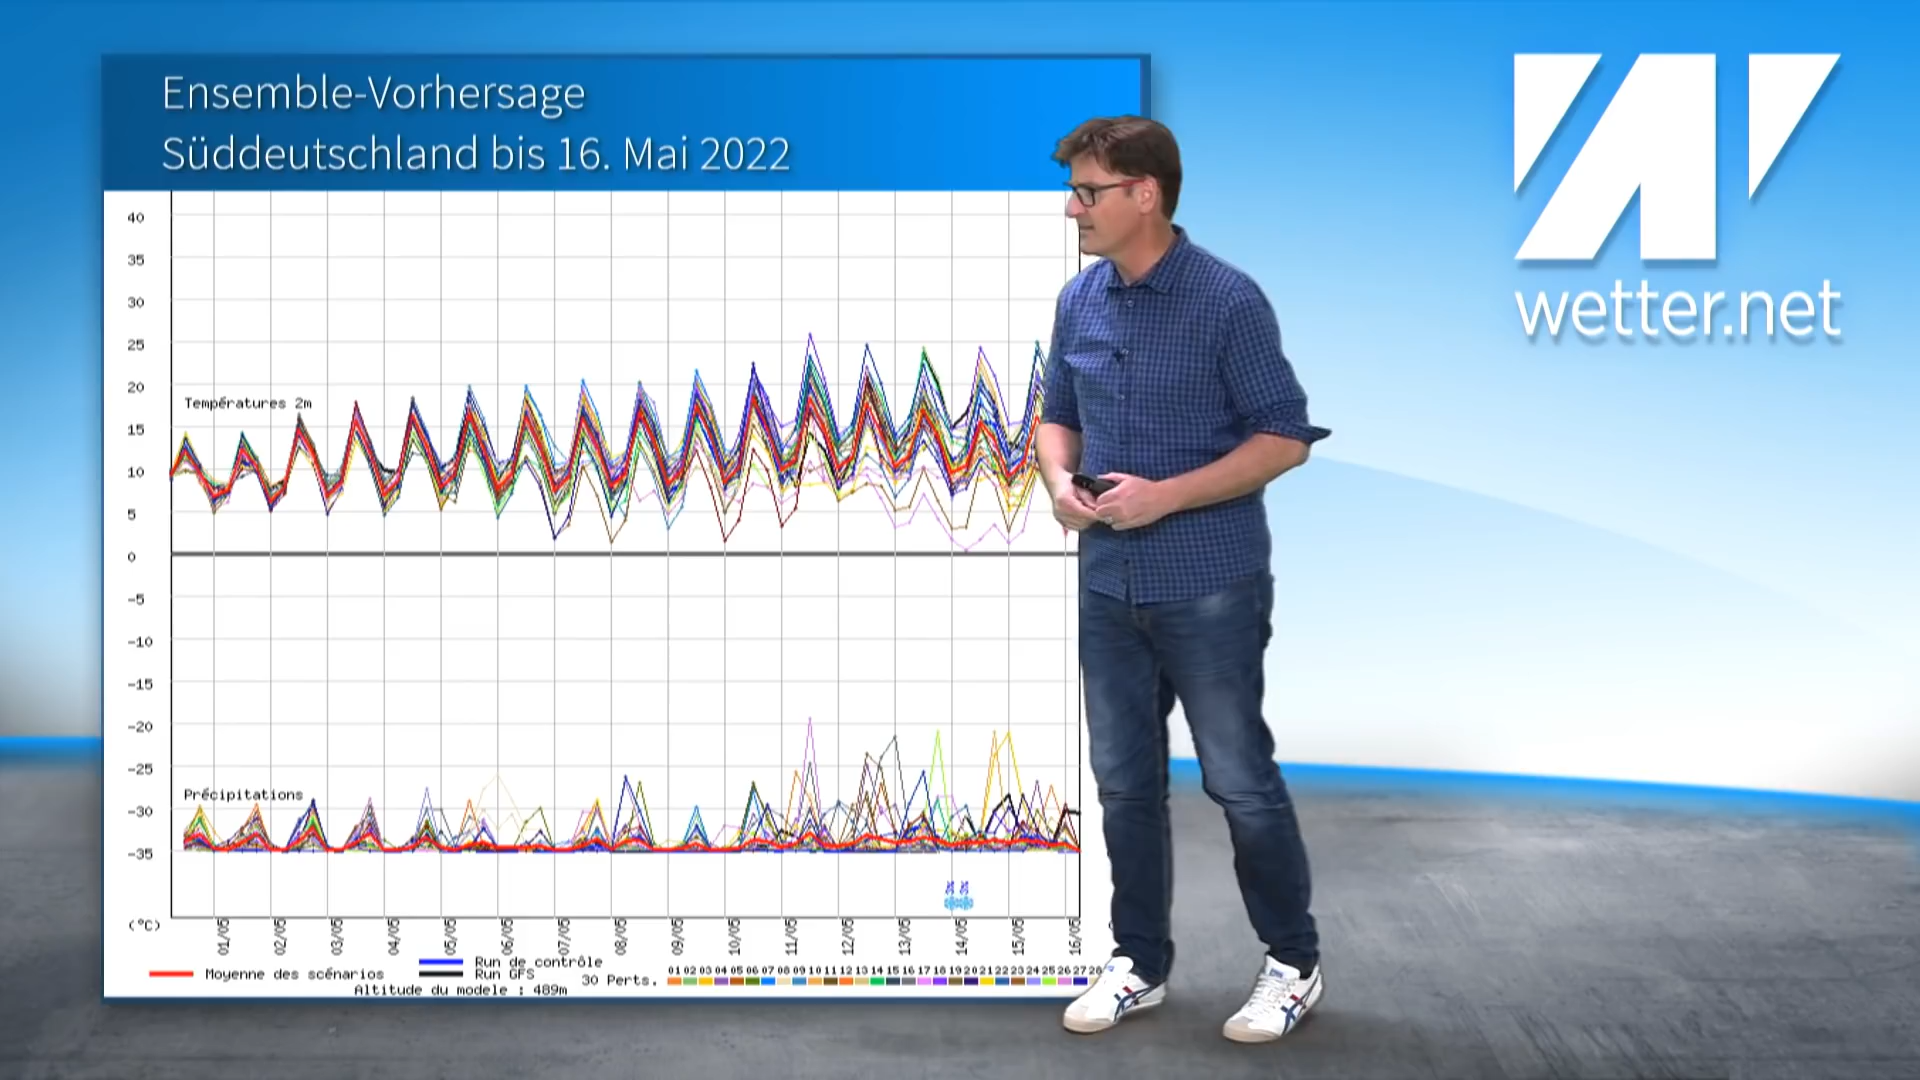 Ensemble-Vorhersage
Süddeutschland bis 16. Mai 2022
wetter.net
40
35
30
25
20
Températures 2m
15
10
5
0
-5
-10
-15
-20
-25
Précipitations
-30
-35
(°C)
01/05 02/05 03/05 04/05 05/05 06/05 07/05 08/05 09/05 10/05 11/05 12/05 13/05 14/05 15/05 16/05
Moyenne des scénarios
Run de contrôle
Run GFS
30 Perts. 01 02 03 04 05 06 07 08 09 10 11 12 13 14 15 16 17 18 19 20 21 22 23 24 25 26 27 28
Altitude du modele : 489m